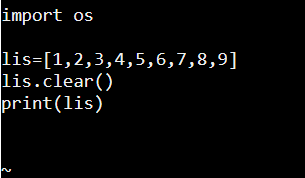 import os
lis=[1,2,3,4,5,6,7,8,9]
lis.clear()
print(lis)
~